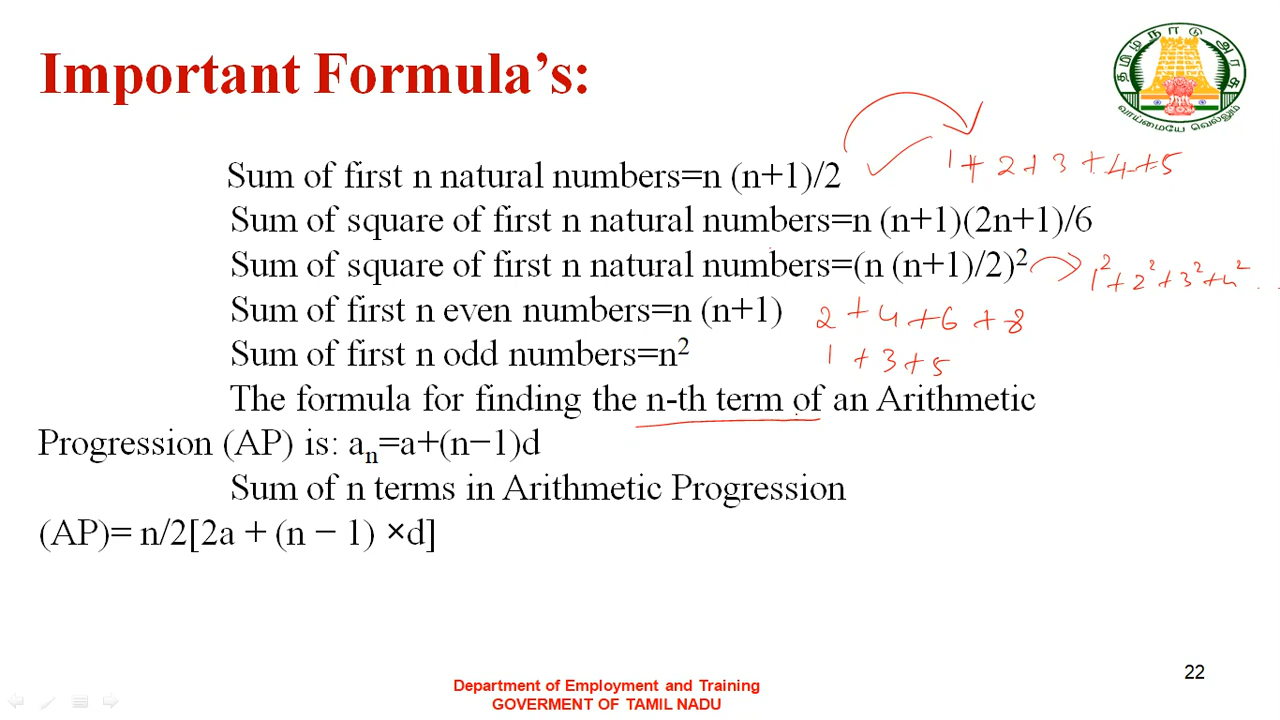 Important Formula's:
தமிழ்நாடு அரசு
வாய்மையே வெல்லும்
Sum of first n natural numbers=n (n+1)/2
1+ 2 + 3 + 4 + 5
Sum of square of first n natural numbers=n (n+1)(2n+1)/6
Sum of square of first n natural numbers=(n (n+1)/2)²
1² + 2² + 3² + 4² . .
Sum of first n even numbers=n (n+1)
2 + 4 + 6 + 8
Sum of first n odd numbers=n²
1 + 3 + 5
The formula for finding the n-th term of an Arithmetic
Progression (AP) is: aₙ=a+(n−1)d
Sum of n terms in Arithmetic Progression
(AP)= n/2[2a + (n − 1) ×d]
22
Department of Employment and Training
GOVERMENT OF TAMIL NADU